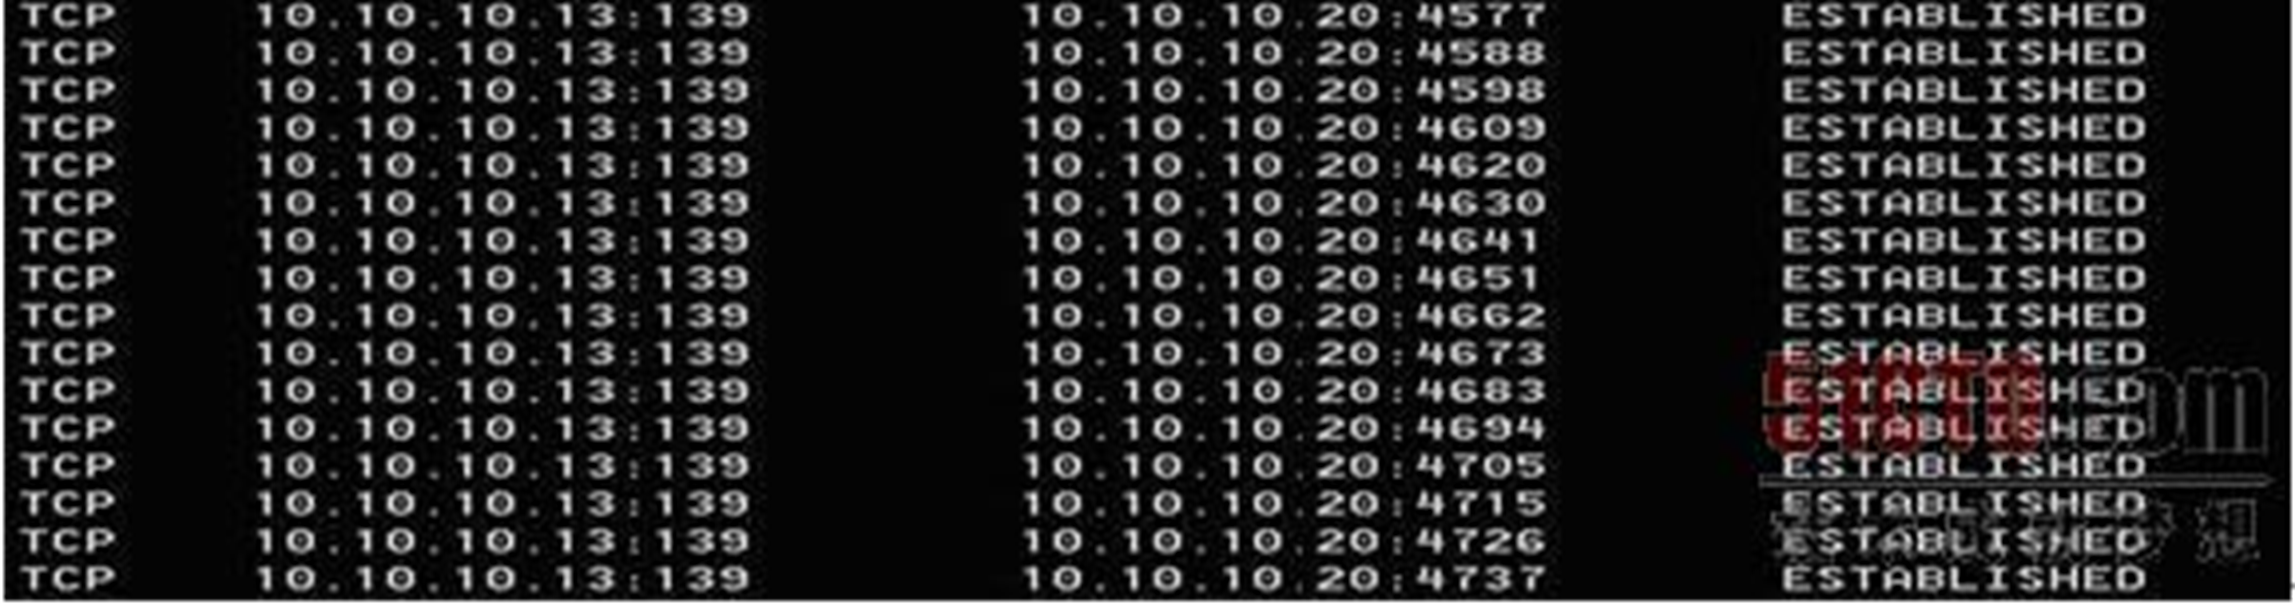 TCP 10.10.10.13:139 10.10.10.20:4577 ESTABLISHED
TCP 10.10.10.13:139 10.10.10.20:4588 ESTABLISHED
TCP 10.10.10.13:139 10.10.10.20:4598 ESTABLISHED
TCP 10.10.10.13:139 10.10.10.20:4609 ESTABLISHED
TCP 10.10.10.13:139 10.10.10.20:4620 ESTABLISHED
TCP 10.10.10.13:139 10.10.10.20:4630 ESTABLISHED
TCP 10.10.10.13:139 10.10.10.20:4641 ESTABLISHED
TCP 10.10.10.13:139 10.10.10.20:4651 ESTABLISHED
TCP 10.10.10.13:139 10.10.10.20:4662 ESTABLISHED
TCP 10.10.10.13:139 10.10.10.20:4673 ESTABLISHED
TCP 10.10.10.13:139 10.10.10.20:4683 ESTABLISHED
TCP 10.10.10.13:139 10.10.10.20:4694 ESTABLISHED
TCP 10.10.10.13:139 10.10.10.20:4705 ESTABLISHED
TCP 10.10.10.13:139 10.10.10.20:4715 ESTABLISHED
TCP 10.10.10.13:139 10.10.10.20:4726 ESTABLISHED
TCP 10.10.10.13:139 10.10.10.20:4737 ESTABLISHED
51CTO.com